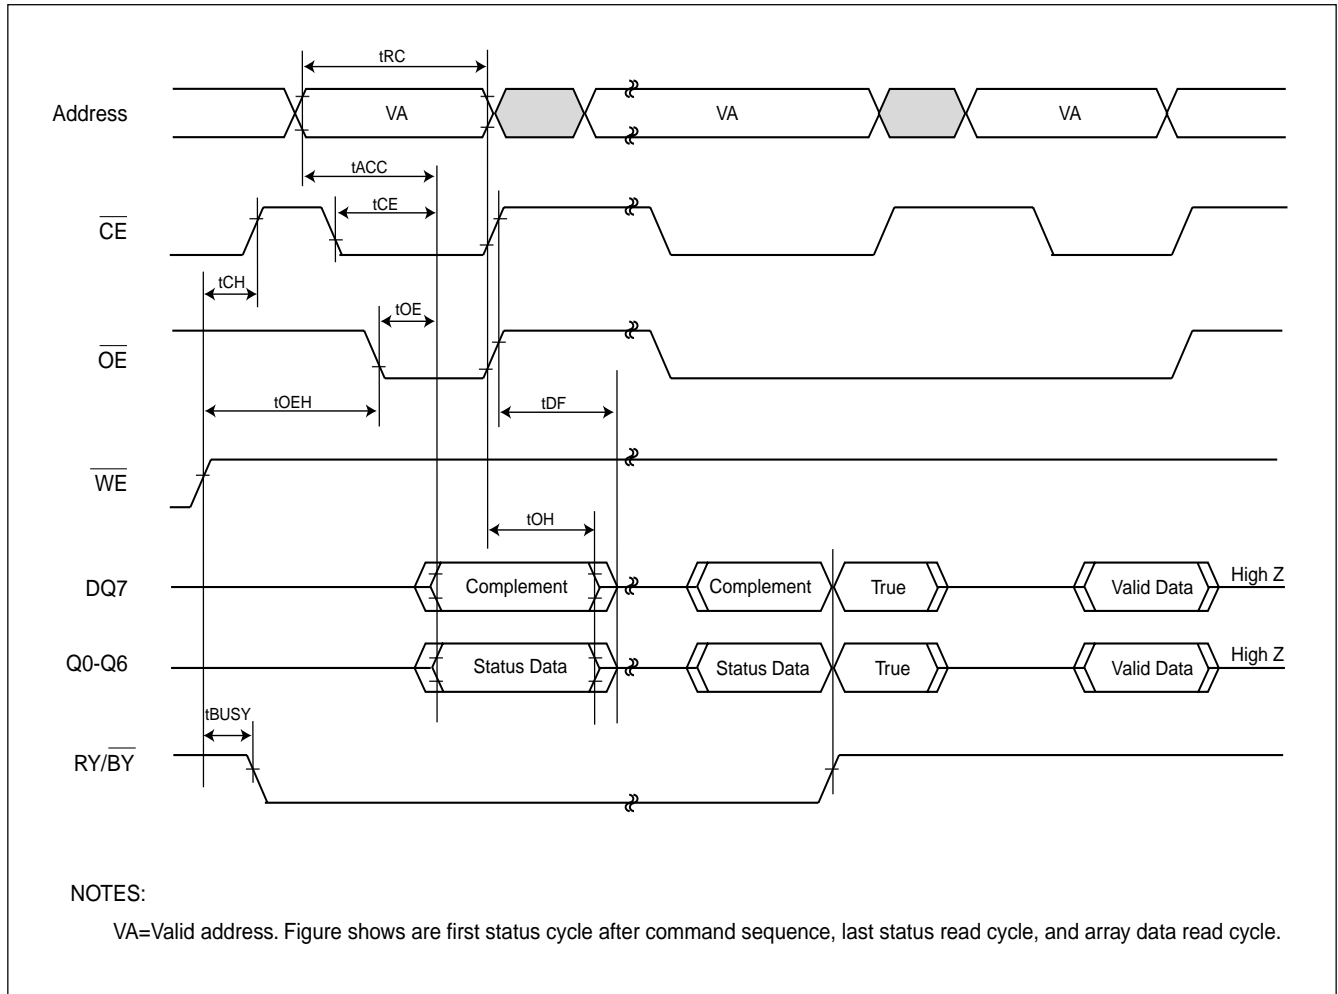 tRC
Address VA VA VA
tACC
tCE
CE
tCH
tOE
OE
tOEH tDF
WE
tOH
DQ7 Complement Complement True Valid Data High Z
Q0-Q6 Status Data Status Data True Valid Data High Z
tBUSY
RY/BY
NOTES:
VA=Valid address. Figure shows are first status cycle after command sequence, last status read cycle, and array data read cycle.